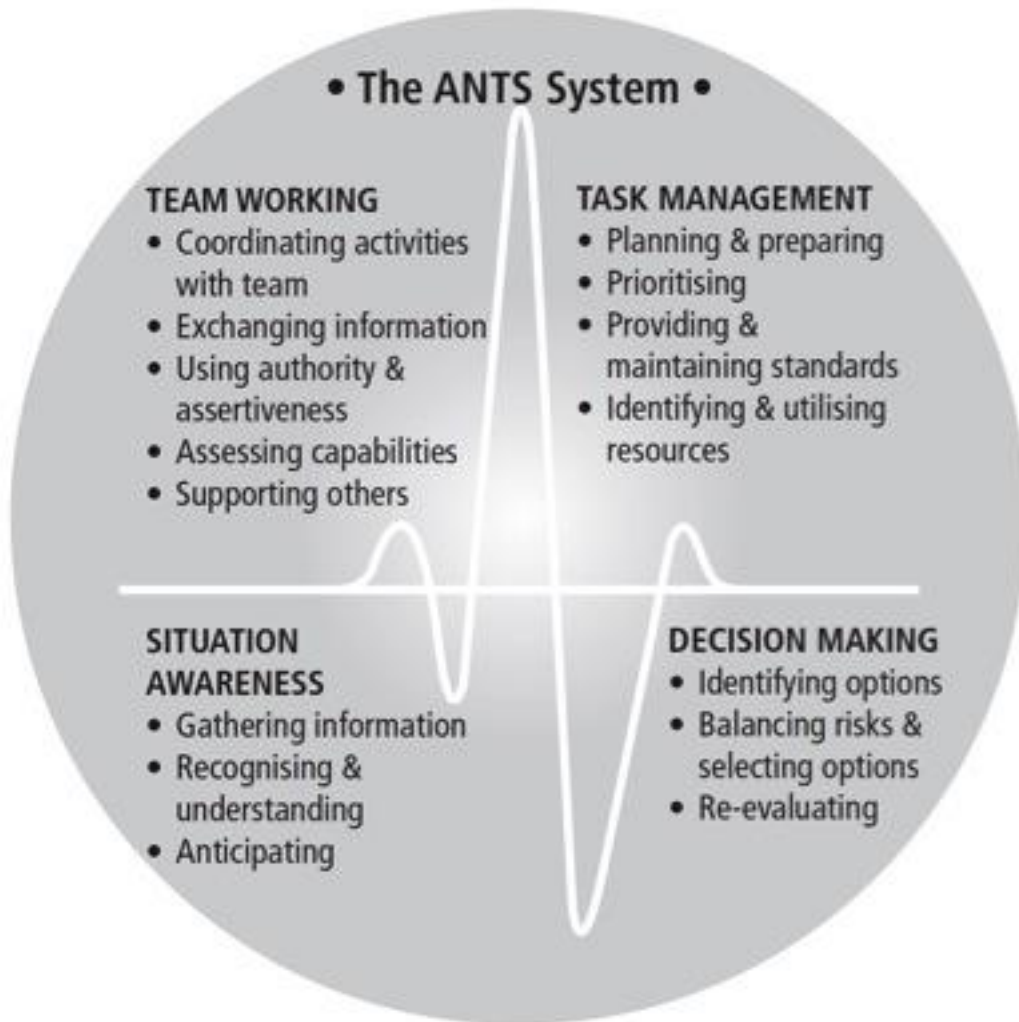 • The ANTS System •
TEAM WORKING
• Coordinating activities
with team
• Exchanging information
• Using authority &
assertiveness
• Assessing capabilities
• Supporting others
TASK MANAGEMENT
• Planning & preparing
• Prioritising
• Providing &
maintaining standards
• Identifying & utilising
resources
SITUATION
AWARENESS
• Gathering information
• Recognising &
understanding
• Anticipating
DECISION MAKING
• Identifying options
• Balancing risks &
selecting options
• Re-evaluating